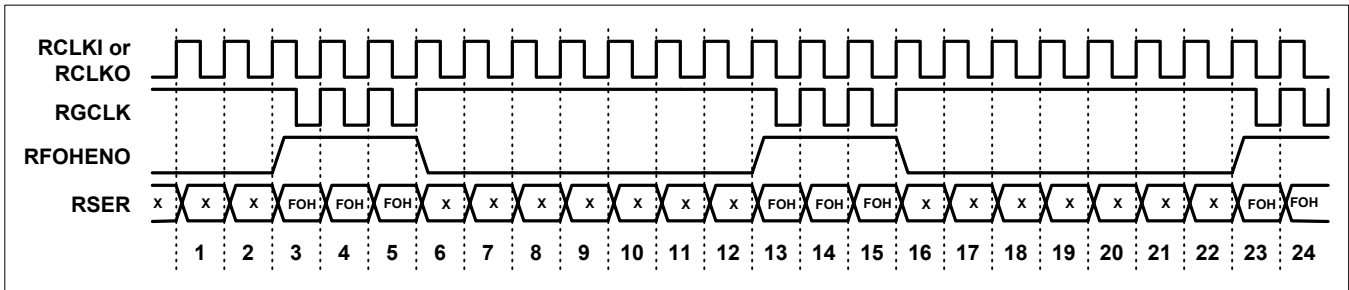 RCLKI or
RCLKO
RGCLK
RFOHENO
RSER X X X FOH FOH FOH X X X X X X X FOH FOH FOH X X X X X X X FOH FOH
1 2 3 4 5 6 7 8 9 10 11 12 13 14 15 16 17 18 19 20 21 22 23 24